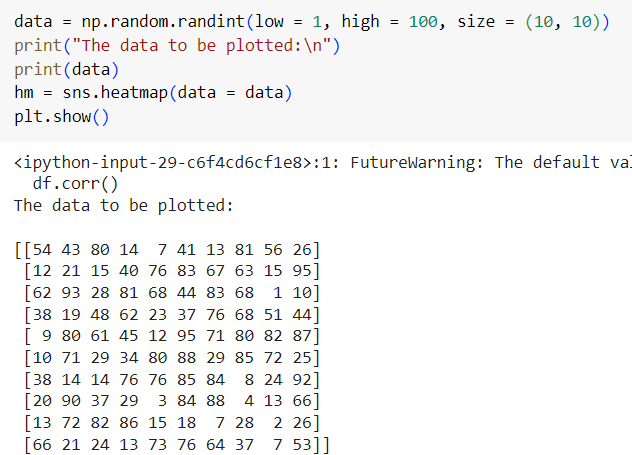 data = np.random.randint(low = 1, high = 100, size = (10, 10))
print("The data to be plotted:\n")
print(data)
hm = sns.heatmap(data = data)
plt.show()
<ipython-input-29-c6f4cd6cf1e8>:1: FutureWarning: The default val
df.corr()
The data to be plotted:
[[54 43 80 14  7 41 13 81 56 26]
[12 21 15 40 76 83 67 63 15 95]
[62 93 28 81 68 44 83 68  1 10]
[38 19 48 62 23 37 76 68 51 44]
[ 9 80 61 45 12 95 71 80 82 87]
[10 71 29 34 80 88 29 85 72 25]
[38 14 14 76 76 85 84  8 24 92]
[20 90 37 29  3 84 88  4 13 66]
[13 72 82 86 15 18  7 28  2 26]
[66 21 24 13 73 76 64 37  7 53]]